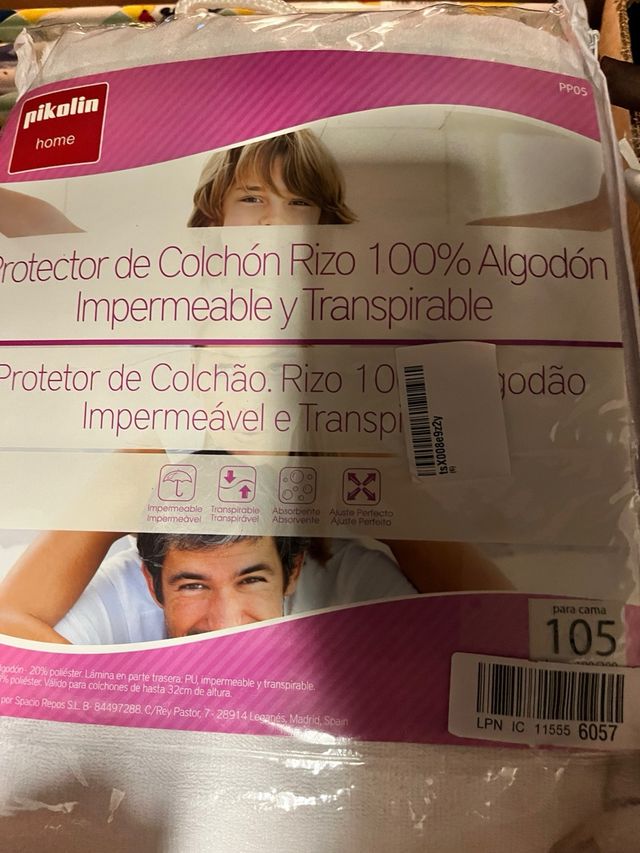 pikolin
home
PP05
Protector de Colchón Rizo 100% Algodón
Impermeable y Transpirable
Protetor de Colchão. Rizo 10 godão
Impermeável e Transpi
tsX008e9z2y
(6)
Impermeable Transpirable Absorbente Ajuste Perfecto
Impermeável Transpirável Absorvente Ajuste Perfeito
para cama
105
godón- 20% poliéster. Lámina en parte trasera: PU, impermeable y transpirable.
% poliéster. Válido para colchones de hasta 32cm de altura.
por Spacio Repos S.L. B- 84497288. C/Rey Pastor, 7 - 28914 Leganés, Madrid, Spain
LPN IC 11555 6057